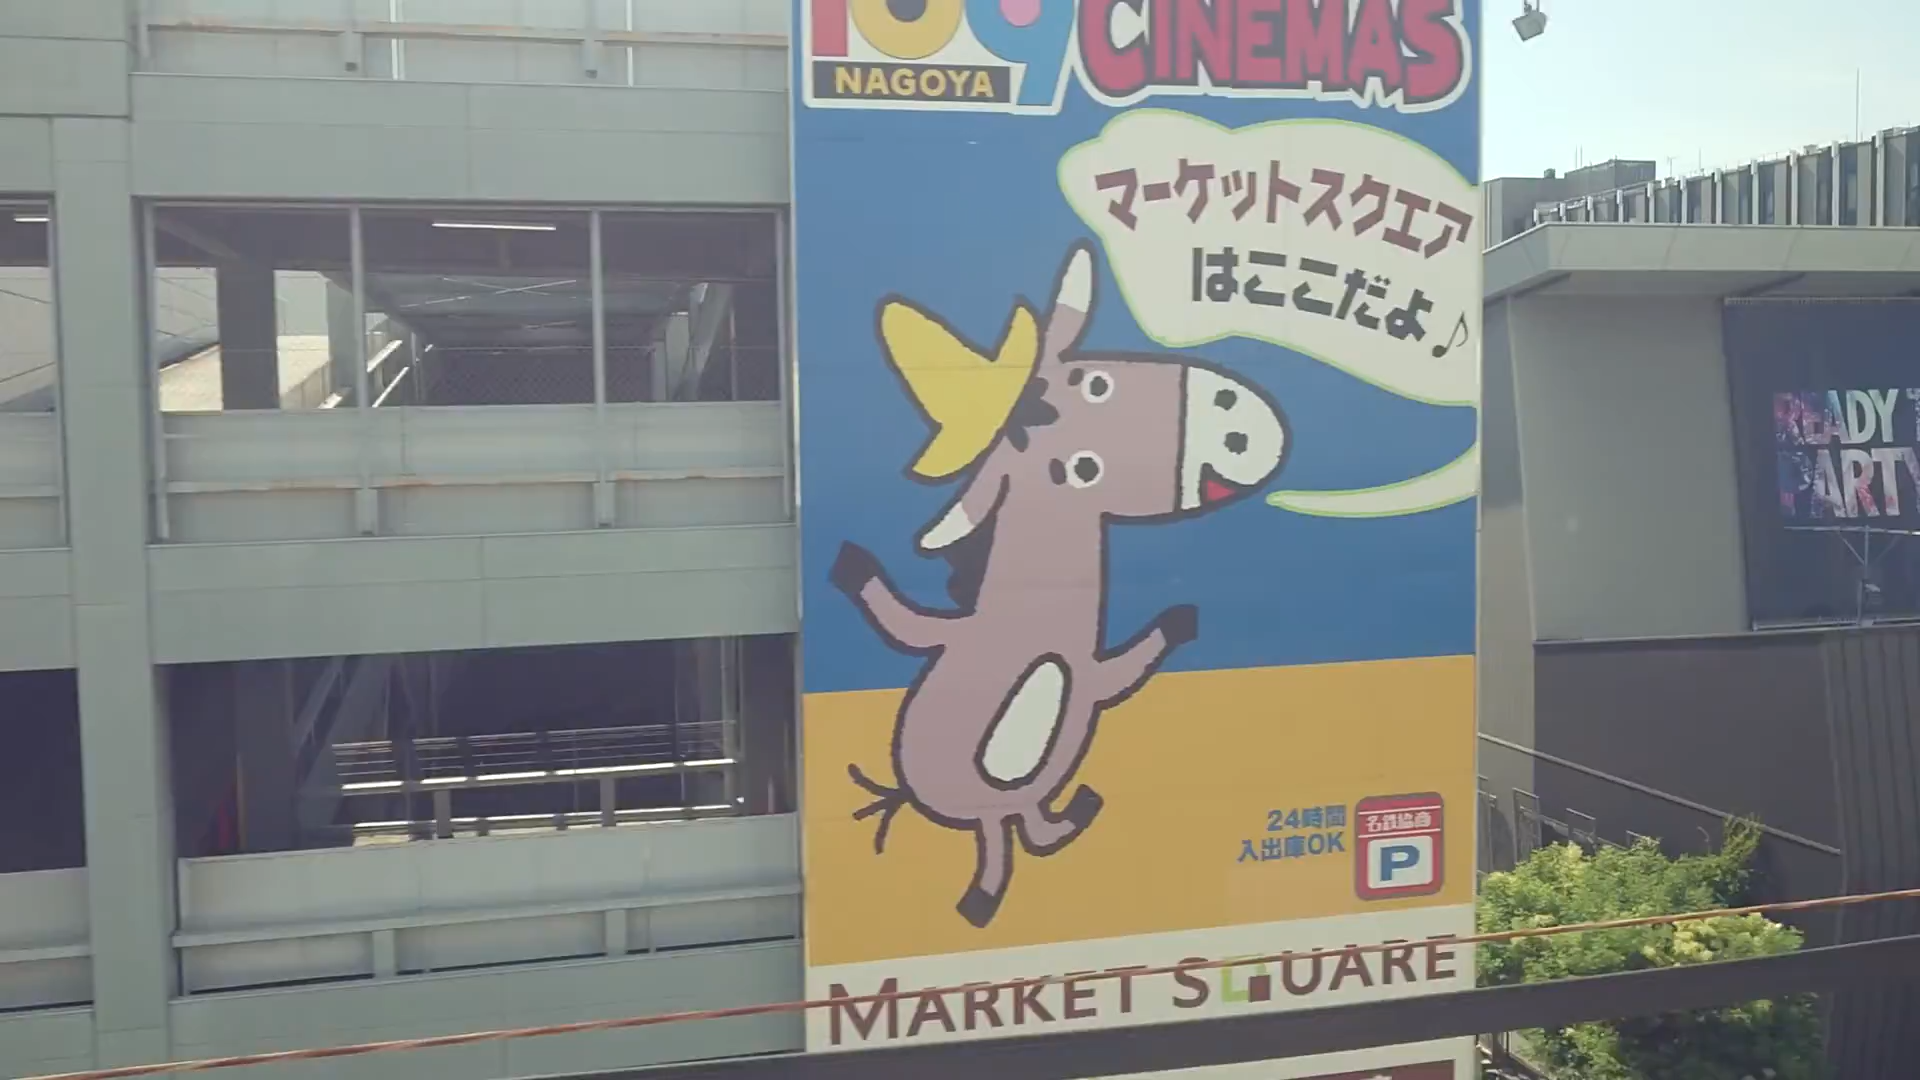 109 CINEMAS
NAGOYA
マーケットスクエア
はここだよ♪
READY T
PARTY
24時間
入出庫OK
名鉄協商
P
MARKET SQUARE